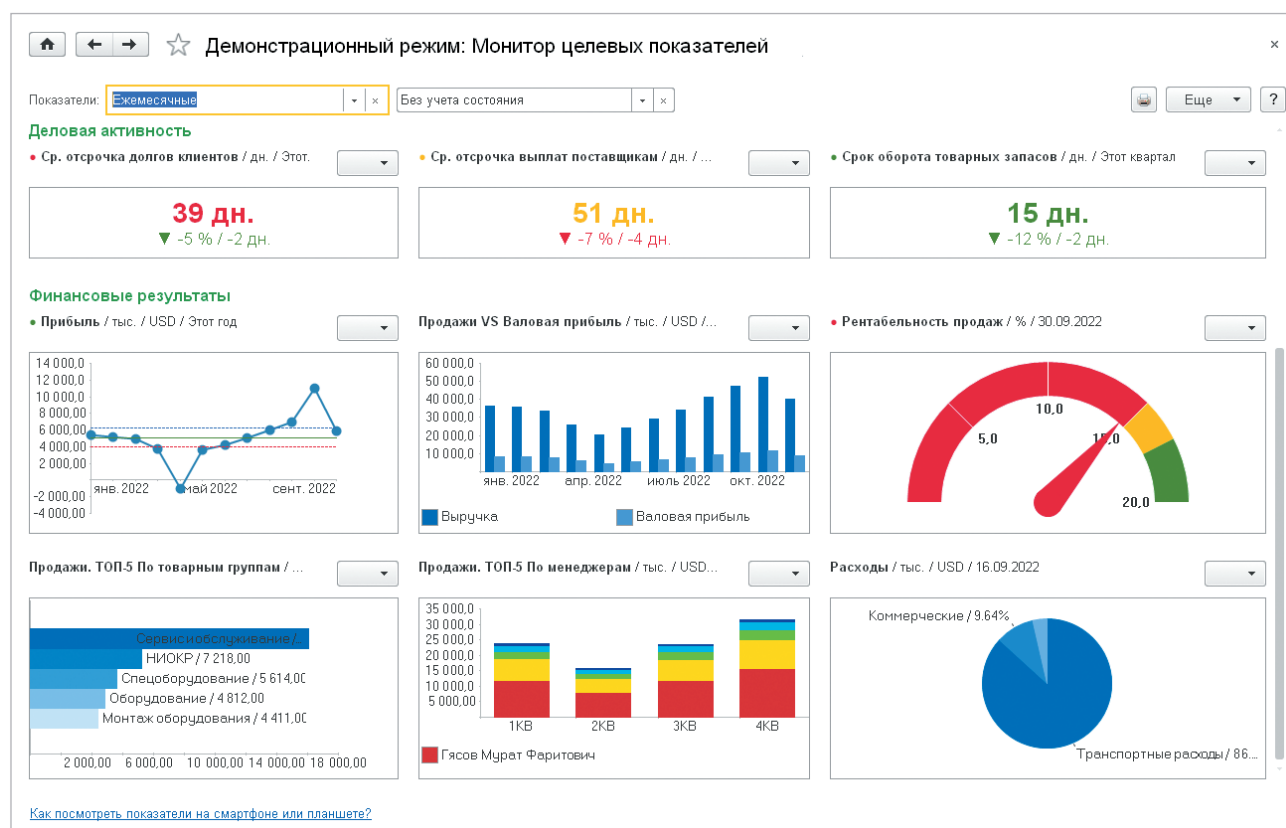 Демонстрационный режим: Монитор целевых показателей
×
Показатели: Ежемесячные × Без учета состояния × Еще ?
Деловая активность
Ср. отсрочка долгов клиентов / дн. / Этот.
Ср. отсрочка выплат поставщикам / дн. / ...
Срок оборота товарных запасов / дн. / Этот квартал
39 дн.
▼ -5 % / -2 дн.
51 дн.
▼ -7 % / -4 дн.
15 дн.
▼ -12 % / -2 дн.
Финансовые результаты
Прибыль / тыс. / USD / Этот год
14 000,0
12 000,0
10 000,0
8 000,00
6 000,00
4 000,00
2 000,00
-2 000,00
-4 000,00
янв. 2022 май 2022 сент. 2022
Продажи VS Валовая прибыль / тыс. / USD /...
60 000,0
50 000,0
40 000,0
30 000,0
20 000,0
10 000,0
янв. 2022 апр. 2022 июль 2022 окт. 2022
Выручка Валовая прибыль
Рентабельность продаж / % / 30.09.2022
5,0
10,0
15,0
20,0
Продажи. ТОП-5 По товарным группам / ...
Сервис и обслуживание /...
НИОКР / 7 218,00
Спецоборудование / 5 614,00
Оборудование / 4 812,00
Монтаж оборудования / 4 411,00
2 000,00 6 000,00 10 000,00 14 000,00 18 000,00
Продажи. ТОП-5 По менеджерам / тыс. / USD...
35 000,0
30 000,0
25 000,0
20 000,0
15 000,0
10 000,0
5 000,00
1КВ 2КВ 3КВ 4КВ
Гясов Мурат Фаритович
Расходы / тыс. / USD / 16.09.2022
Коммерческие / 9.64%
Транспортные расходы / 86....
Как посмотреть показатели на смартфоне или планшете?